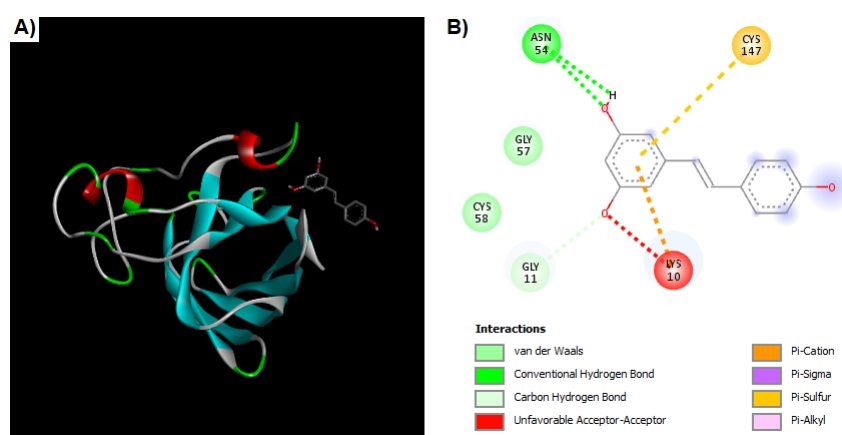 A)
B)
ASN
54
CYS
147
H
O
GLY
57
O
CYS
58
O
GLY
11
LYS
10
Interactions
van der Waals
Conventional Hydrogen Bond
Carbon Hydrogen Bond
Unfavorable Acceptor-Acceptor
Pi-Cation
Pi-Sigma
Pi-Sulfur
Pi-Alkyl